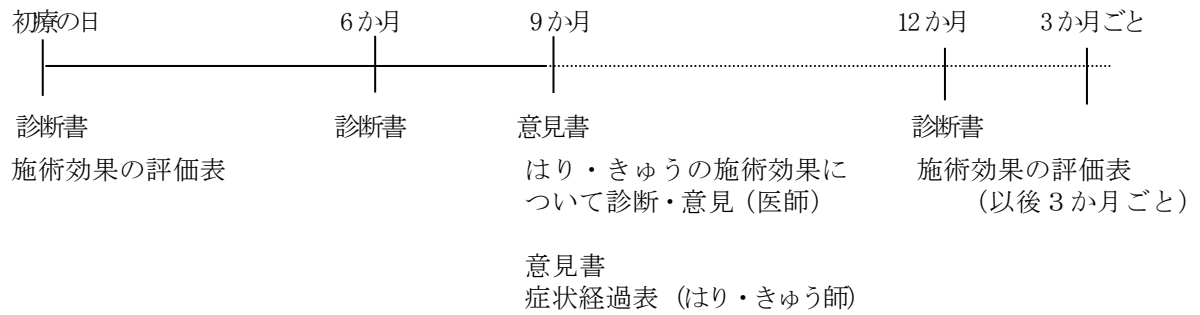 初療の日 6か月 9か月 12か月 3か月ごと
診断書 診断書 意見書 診断書
施術効果の評価表 はり・きゅうの施術効果に 施術効果の評価表
ついて診断・意見（医師） （以後３か月ごと）
意見書
症状経過表（はり・きゅう師）